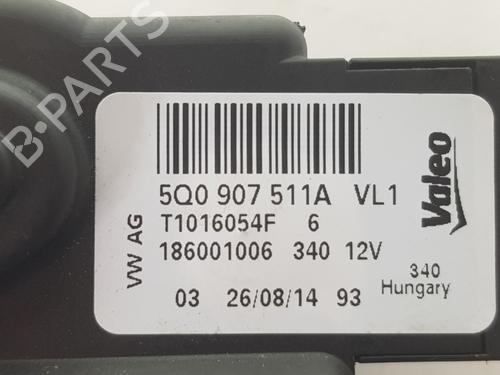 5Q0 907 511A VL1
T1016054F 6
186001006 340 12V
03 26/08/14 93
VW AG
Valeo
340
Hungary
B-PARTS